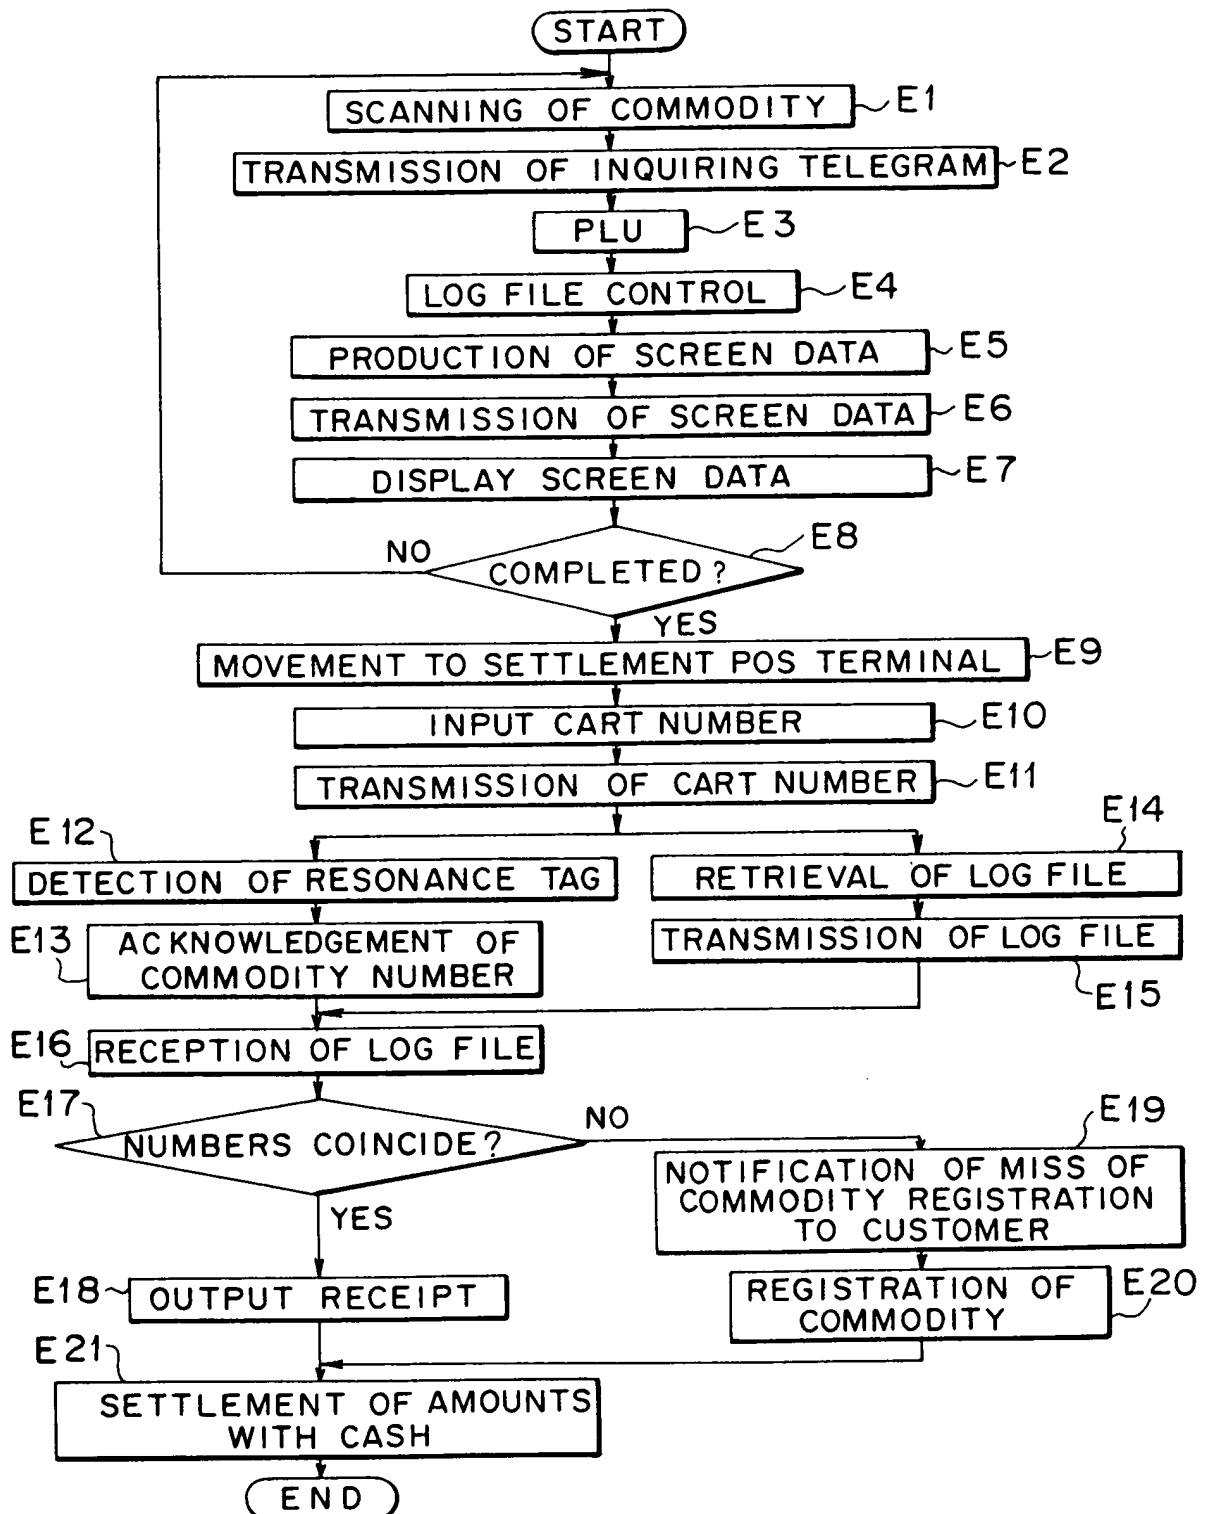 START
SCANNING OF COMMODITY
E1
TRANSMISSION OF INQUIRING TELEGRAM
E2
PLU
E3
LOG FILE CONTROL
E4
PRODUCTION OF SCREEN DATA
E5
TRANSMISSION OF SCREEN DATA
E6
DISPLAY SCREEN DATA
E7
COMPLETED ?
E8
NO
YES
MOVEMENT TO SETTLEMENT POS TERMINAL
E9
INPUT CART NUMBER
E10
TRANSMISSION OF CART NUMBER
E11
E12
DETECTION OF RESONANCE TAG
E14
RETRIEVAL OF LOG FILE
E13
ACKNOWLEDGEMENT OF
COMMODITY NUMBER
TRANSMISSION OF LOG FILE
E15
E16
RECEPTION OF LOG FILE
E17
NUMBERS COINCIDE ?
NO
YES
E19
NOTIFICATION OF MISS OF
COMMODITY REGISTRATION
TO CUSTOMER
E18
OUTPUT RECEIPT
REGISTRATION OF
COMMODITY
E20
E21
SETTLEMENT OF AMOUNTS
WITH CASH
END